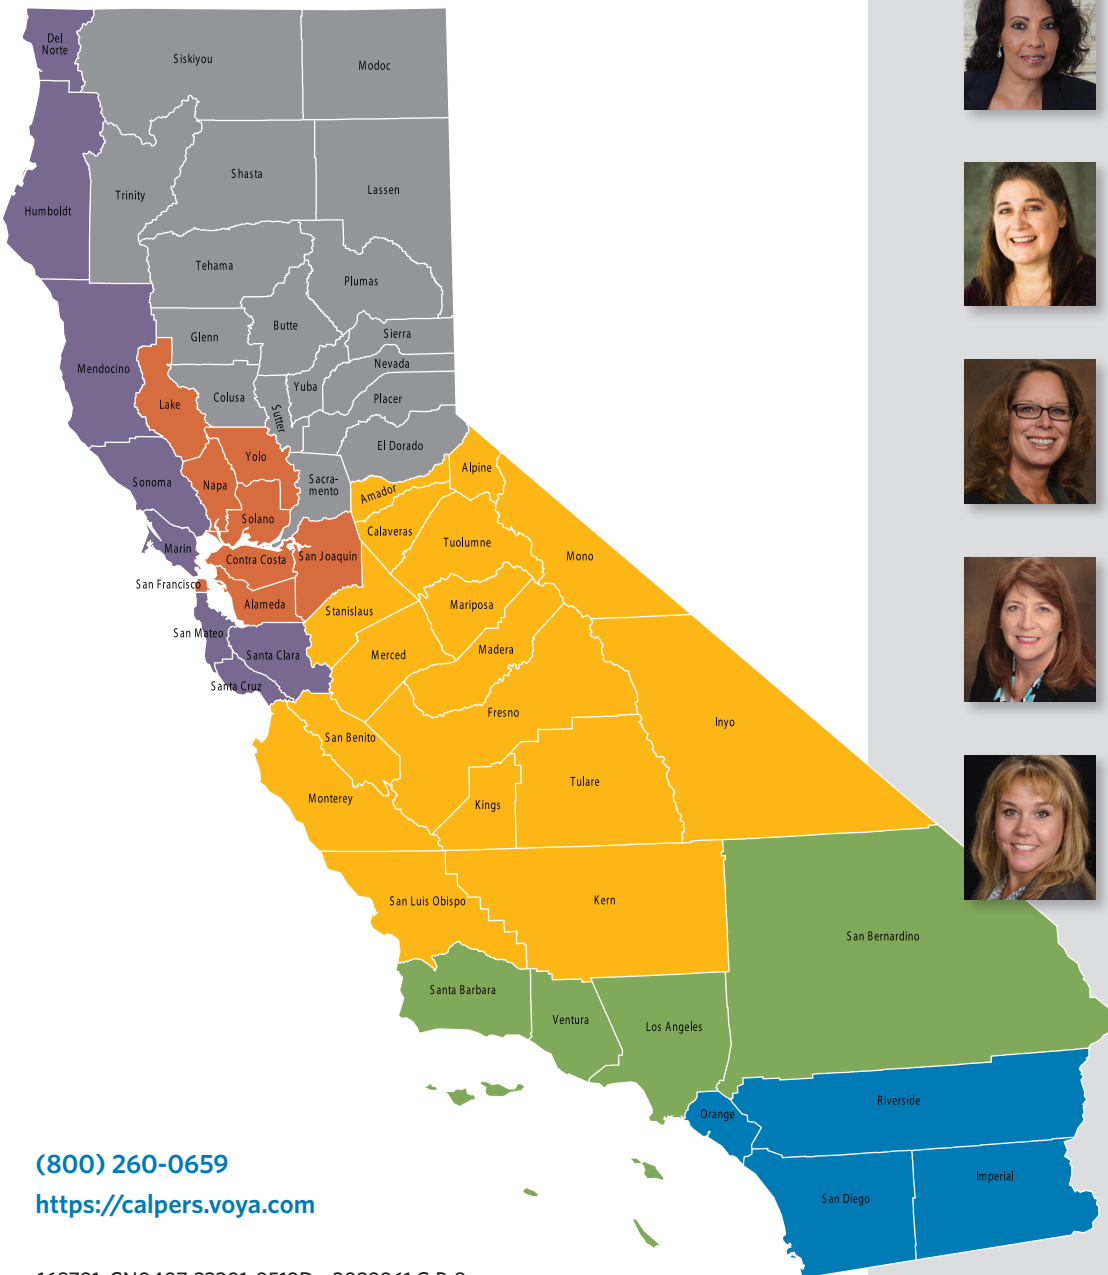 Del
Norte
Siskiyou
Modoc
Shasta
Lassen
Trinity
Humboldt
Tehama
Plumas
Butte
Glenn
Sierra
Nevada
Mendocino
Yuba
Colusa
Placer
Lake
Sutter
El Dorado
Yolo
Alpine
Sonoma
Napa
Sacra-
mento
Amador
Solano
Calaveras
Tuolumne
Marin
Contra Costa
San Joaquin
Mono
San Francisco
Alameda
Stanislaus
Mariposa
San Mateo
Santa Clara
Merced
Madera
Santa Cruz
Fresno
Inyo
San Benito
Tulare
Monterey
Kings
San Luis Obispo
Kern
San Bernardino
Santa Barbara
Ventura
Los Angeles
Riverside
Orange
Imperial
San Diego
(800) 260-0659
https://calpers.voya.com